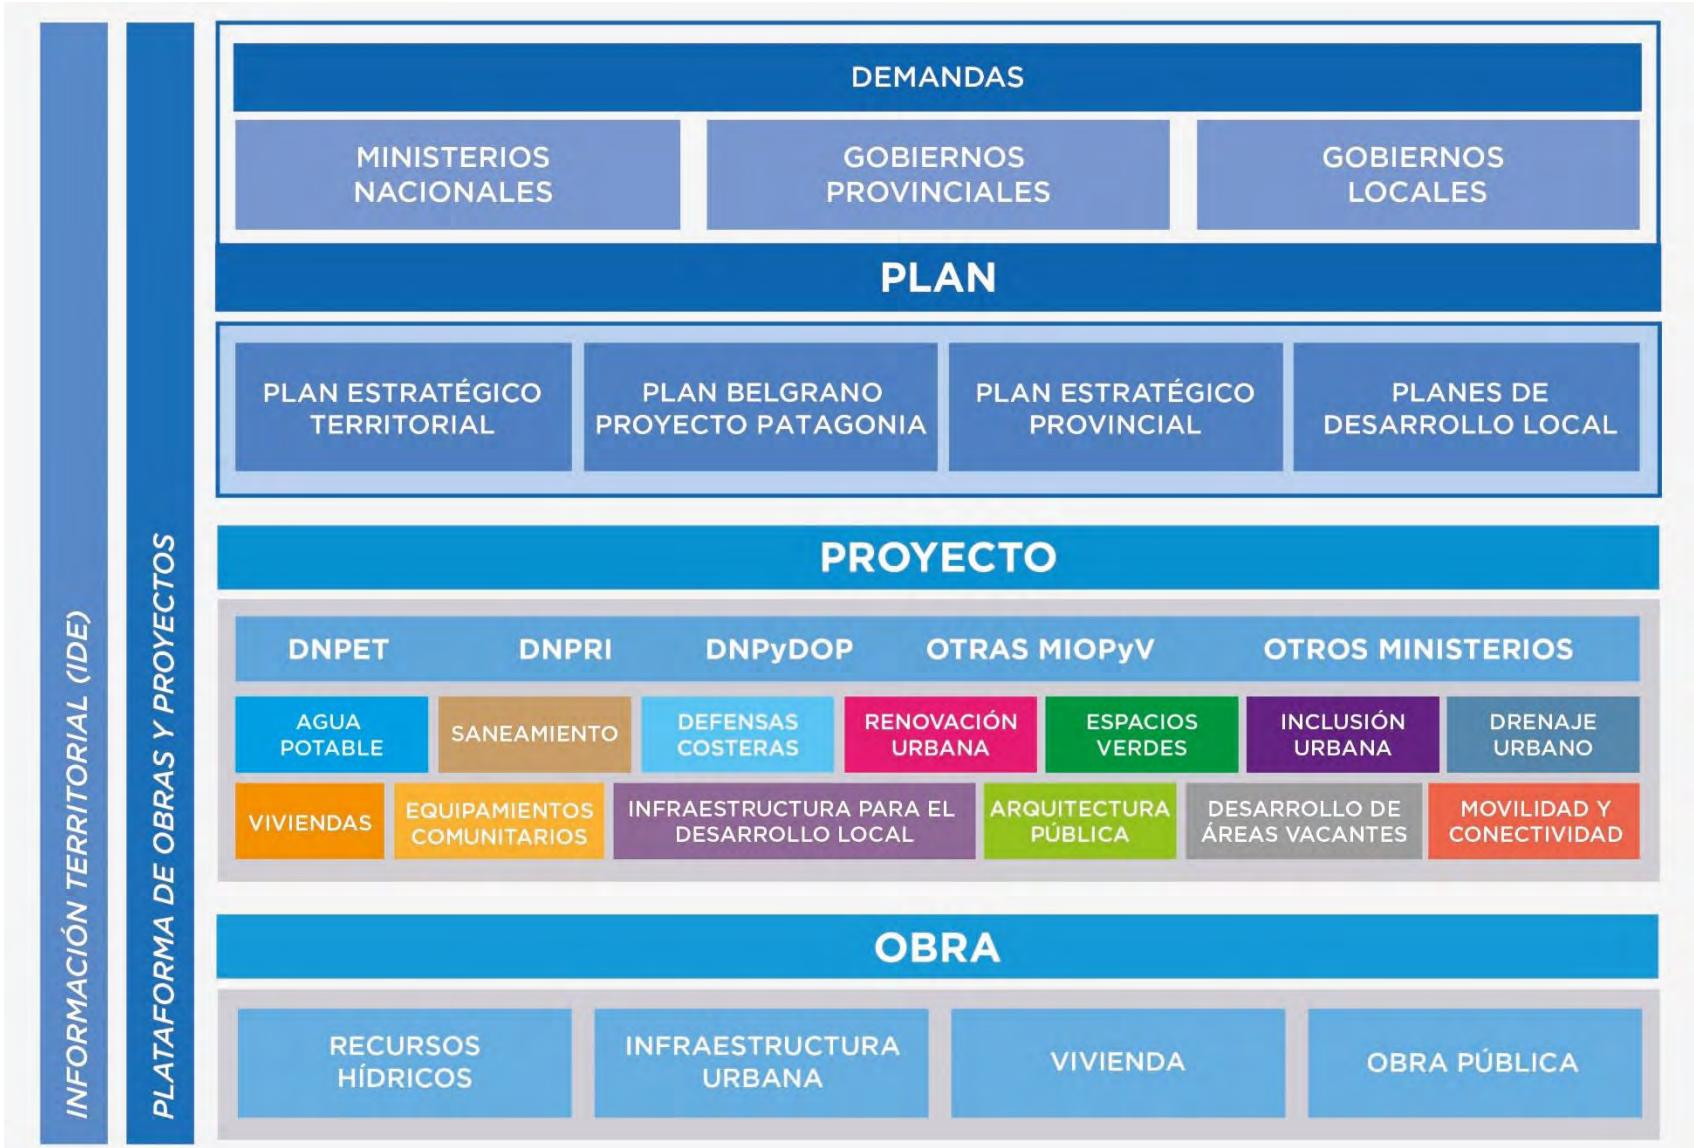 INFORMACIÓN TERRITORIAL (IDE)
PLATAFORMA DE OBRAS Y PROYECTOS
DEMANDAS
MINISTERIOS
NACIONALES
GOBIERNOS
PROVINCIALES
GOBIERNOS
LOCALES
PLAN
PLAN ESTRATÉGICO
TERRITORIAL
PLAN BELGRANO
PROYECTO PATAGONIA
PLAN ESTRATÉGICO
PROVINCIAL
PLANES DE
DESARROLLO LOCAL
PROYECTO
DNPET
DNPRI
DNPyDOP
OTRAS MIOPyV
OTROS MINISTERIOS
AGUA
POTABLE
SANEAMIENTO
DEFENSAS
COSTERAS
RENOVACIÓN
URBANA
ESPACIOS
VERDES
INCLUSIÓN
URBANA
DRENAJE
URBANO
VIVIENDAS
EQUIPAMIENTOS
COMUNITARIOS
INFRAESTRUCTURA PARA EL
DESARROLLO LOCAL
ARQUITECTURA
PÚBLICA
DESARROLLO DE
ÁREAS VACANTES
MOVILIDAD Y
CONECTIVIDAD
OBRA
RECURSOS
HÍDRICOS
INFRAESTRUCTURA
URBANA
VIVIENDA
OBRA PÚBLICA